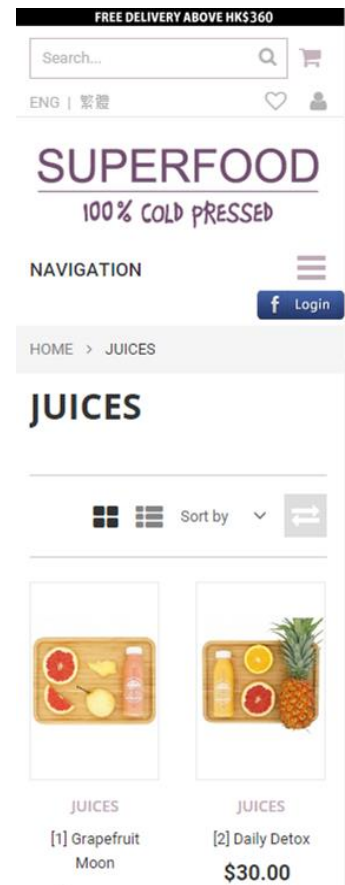 FREE DELIVERY ABOVE HK$360
Search...
ENG | 繁體
SUPERFOOD
100% COLD PRESSED
NAVIGATION
f Login
HOME > JUICES
JUICES
Sort by
JUICES JUICES
[1] Grapefruit [2] Daily Detox
Moon $30.00